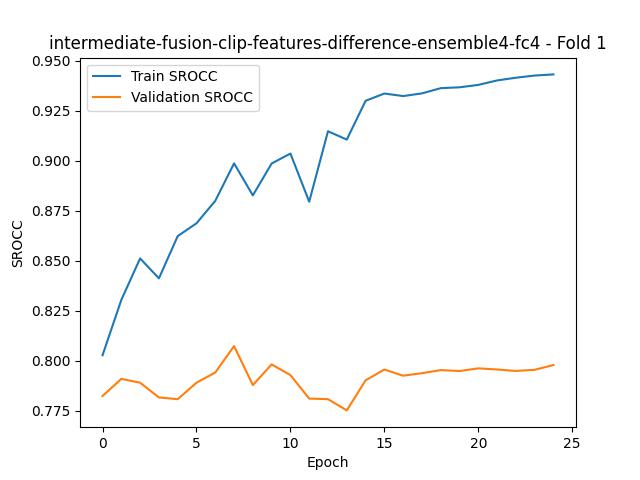 intermediate-fusion-clip-features-difference-ensemble4-fc4 - Fold 1
0.950
Train SROCC
Validation SROCC
0.925
0.900
0.875
SROCC
0.850
0.825
0.800
0.775
0 5 10 15 20 25
Epoch